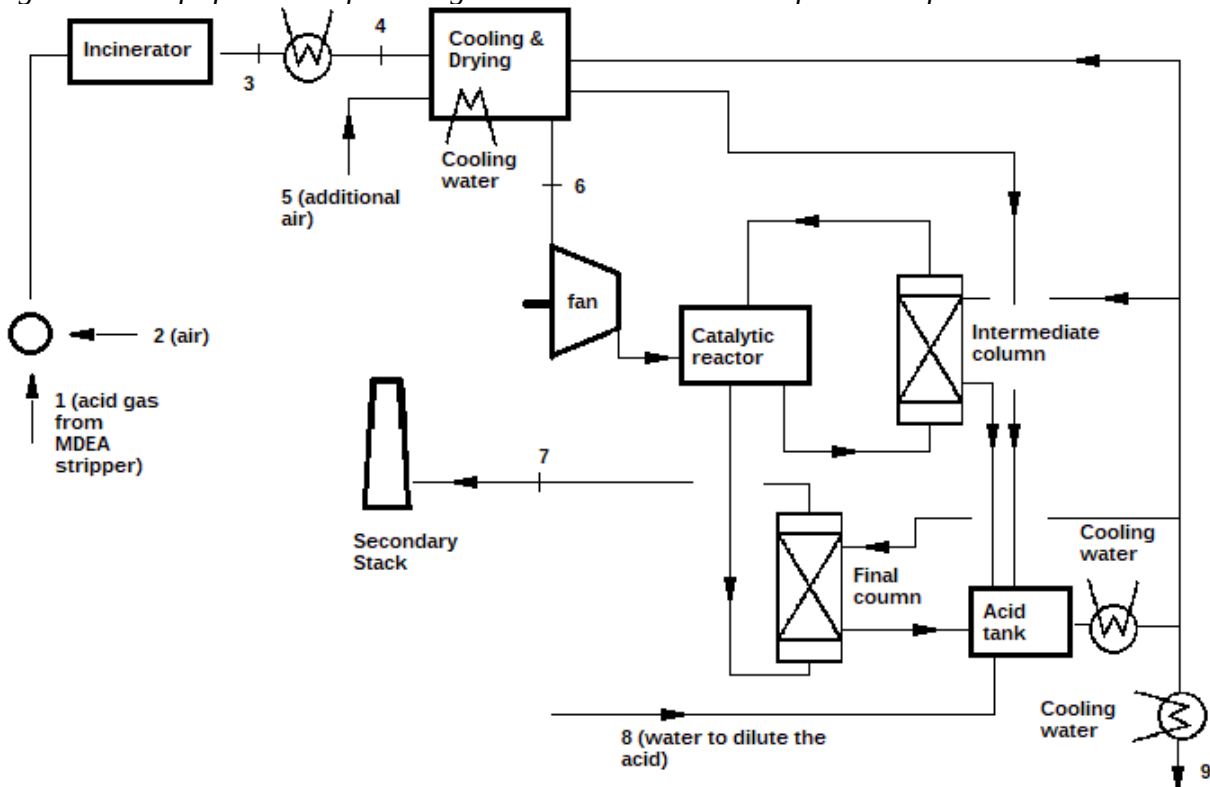 Incinerator
3
4
Cooling &
Drying
Cooling
water
5 (additional
air)
6
fan
2 (air)
1 (acid gas
from
MDEA
stripper)
Catalytic
reactor
Intermediate
column
7
Secondary
Stack
Final
coumn
Cooling
water
Acid
tank
8 (water to dilute the
acid)
Cooling
water
9